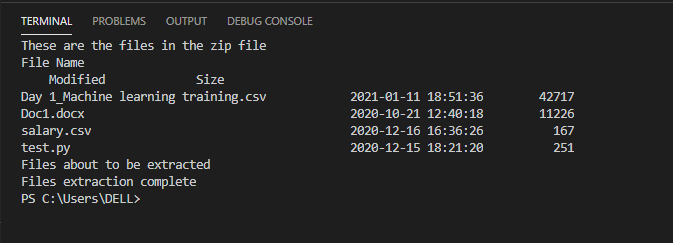 TERMINAL PROBLEMS OUTPUT DEBUG CONSOLE
These are the files in the zip file
File Name
Modified Size
Day 1_Machine learning training.csv 2021-01-11 18:51:36 42717
Doc1.docx 2020-10-21 12:40:18 11226
salary.csv 2020-12-16 16:36:26 167
test.py 2020-12-15 18:21:20 251
Files about to be extracted
Files extraction complete
PS C:\Users\DELL>